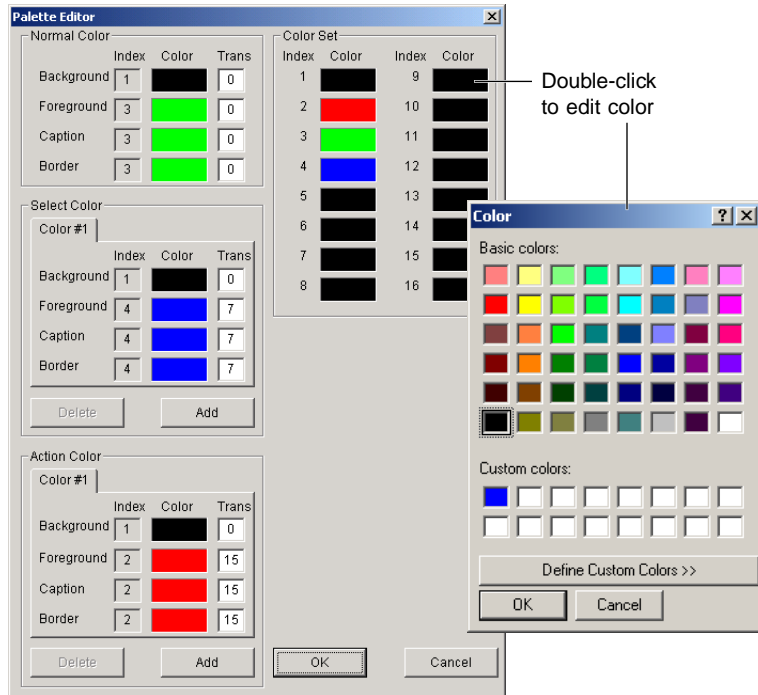 Palette Editor
Normal Color
Index Color Trans
Background 1 0
Foreground 3 0
Caption 3 0
Border 3 0
Select Color
Color #1
Index Color Trans
Background 1 0
Foreground 4 7
Caption 4 7
Border 4 7
Delete Add
Action Color
Color #1
Index Color Trans
Background 1 0
Foreground 2 15
Caption 2 15
Border 2 15
Delete Add
Color Set
Index Color Index Color
1 9
2 10
3 11
4 12
5 13
6 14
7 15
8 16
OK Cancel
Double-click
to edit color
Color
Basic colors:
Custom colors:
Define Custom Colors >>
OK Cancel